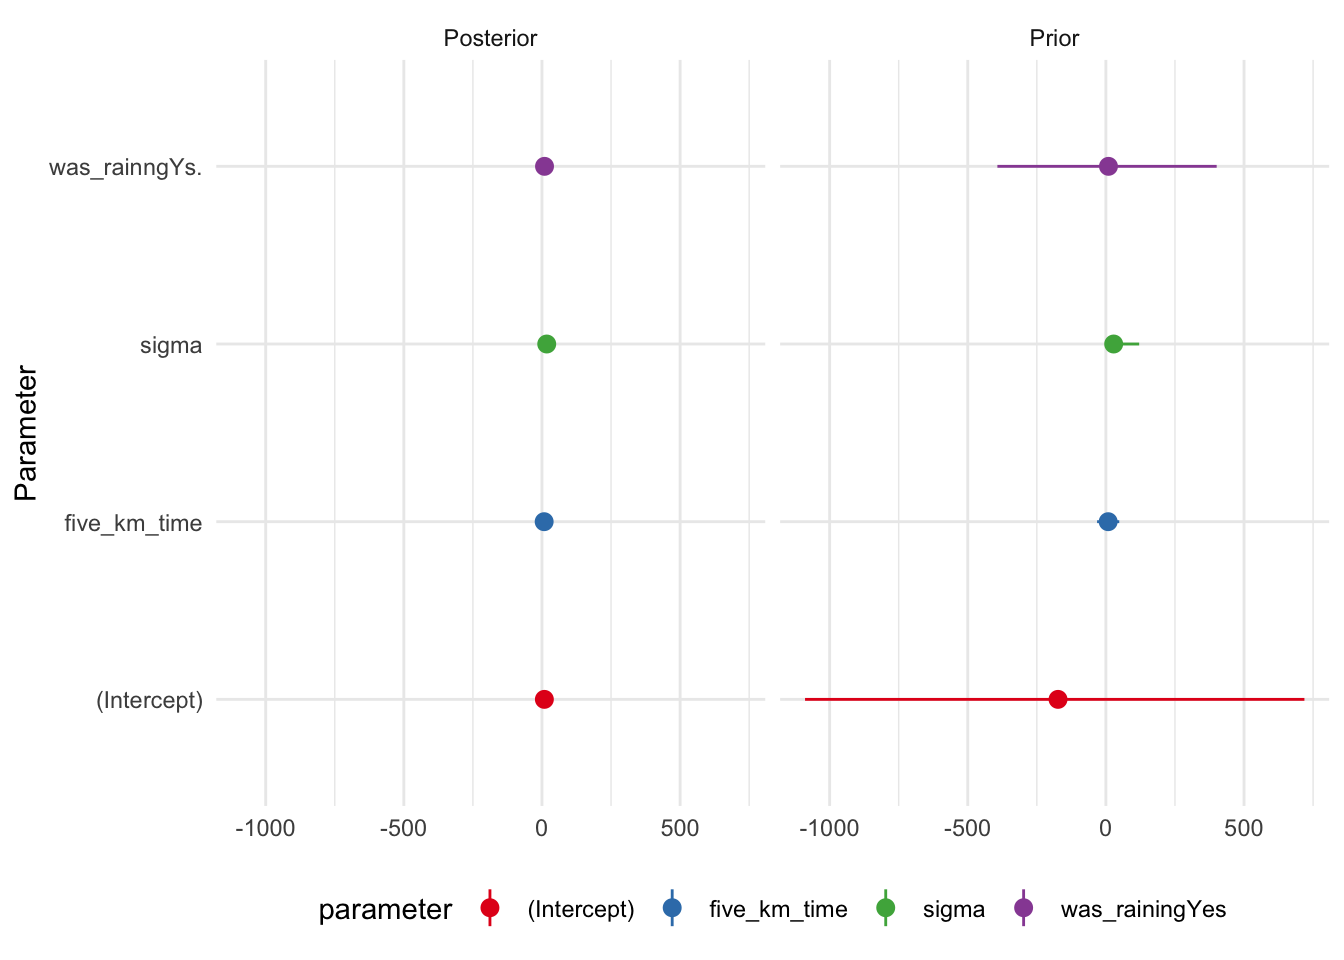 Posterior Prior
was_rainngYs.
sigma
five_km_time
(Intercept)
Parameter
-1000 -500 0 500 -1000 -500 0 500
parameter (Intercept) five_km_time sigma was_rainingYes